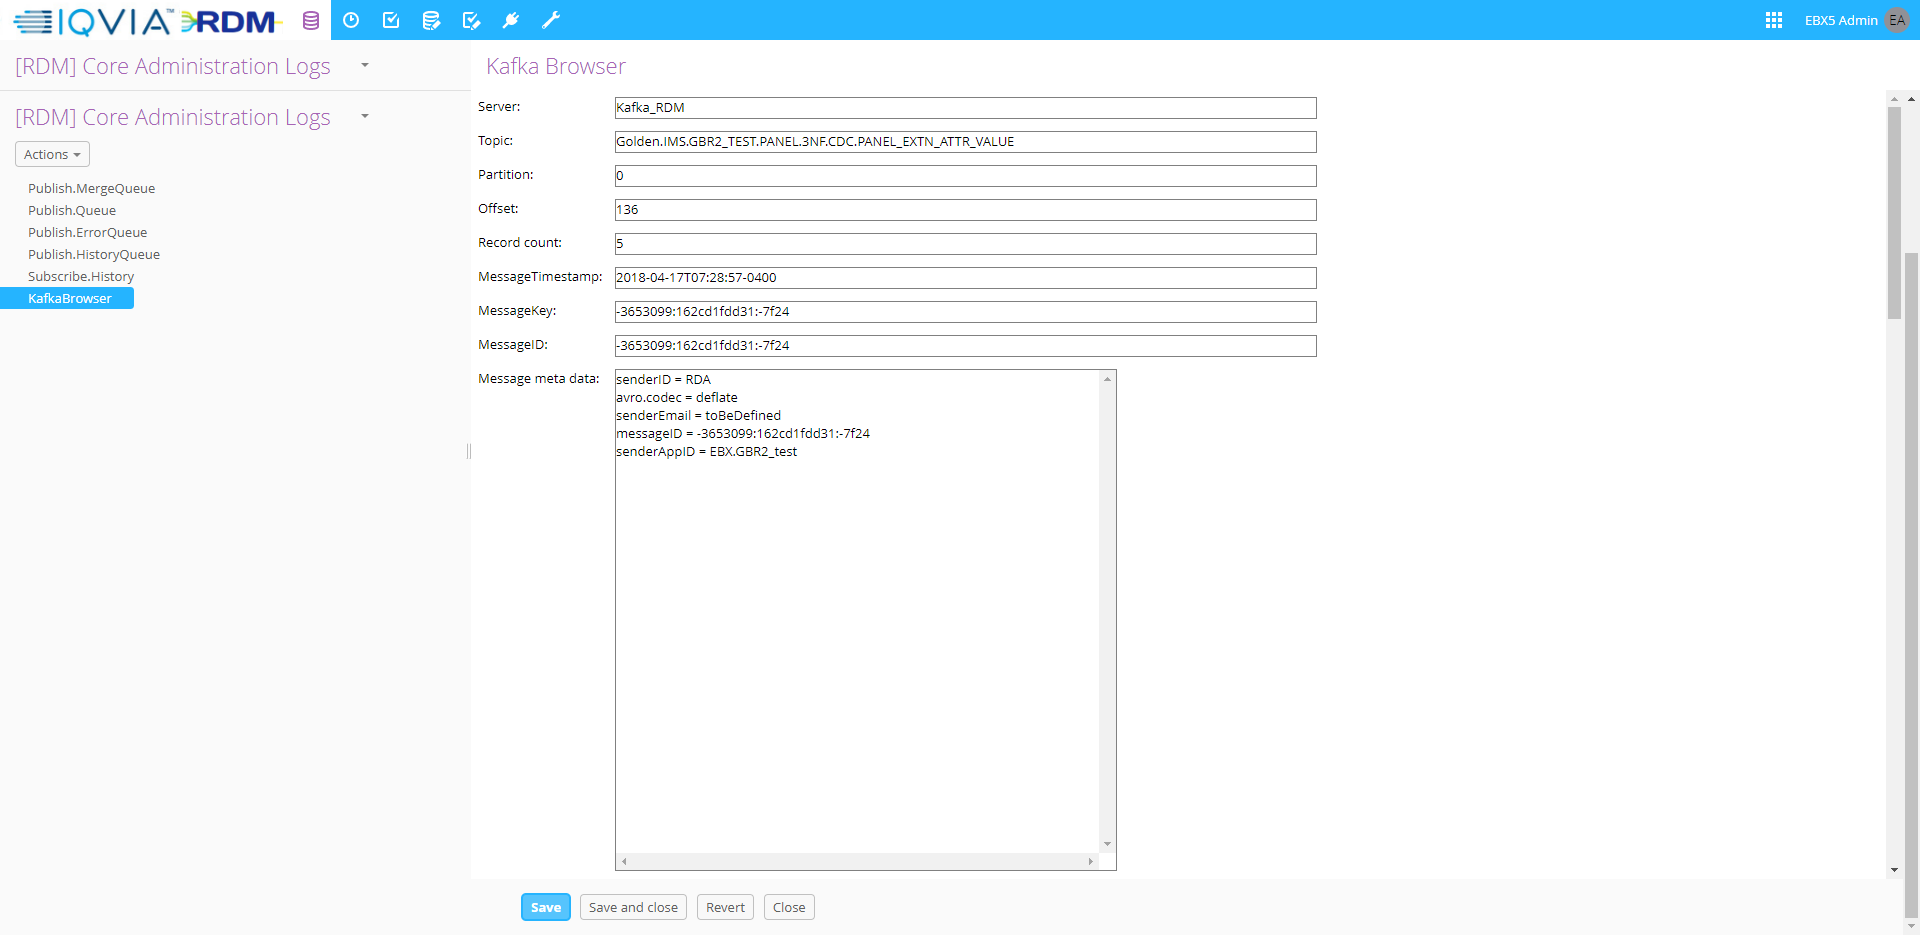 IQVIA™ RDM
EBX5 Admin EA
[RDM] Core Administration Logs
Kafka Browser
[RDM] Core Administration Logs
Actions
Publish.MergeQueue
Publish.Queue
Publish.ErrorQueue
Publish.HistoryQueue
Subscribe.History
KafkaBrowser
Server: Kafka_RDM
Topic: Golden.IMS.GBR2_TEST.PANEL.3NF.CDC.PANEL_EXTN_ATTR_VALUE
Partition: 0
Offset: 136
Record count: 5
MessageTimestamp: 2018-04-17T07:28:57-0400
MessageKey: -3653099:162cd1fdd31:-7f24
MessageID: -3653099:162cd1fdd31:-7f24
Message meta data: senderID = RDA
avro.codec = deflate
senderEmail = toBeDefined
messageID = -3653099:162cd1fdd31:-7f24
senderAppID = EBX.GBR2_test
Save Save and close Revert Close